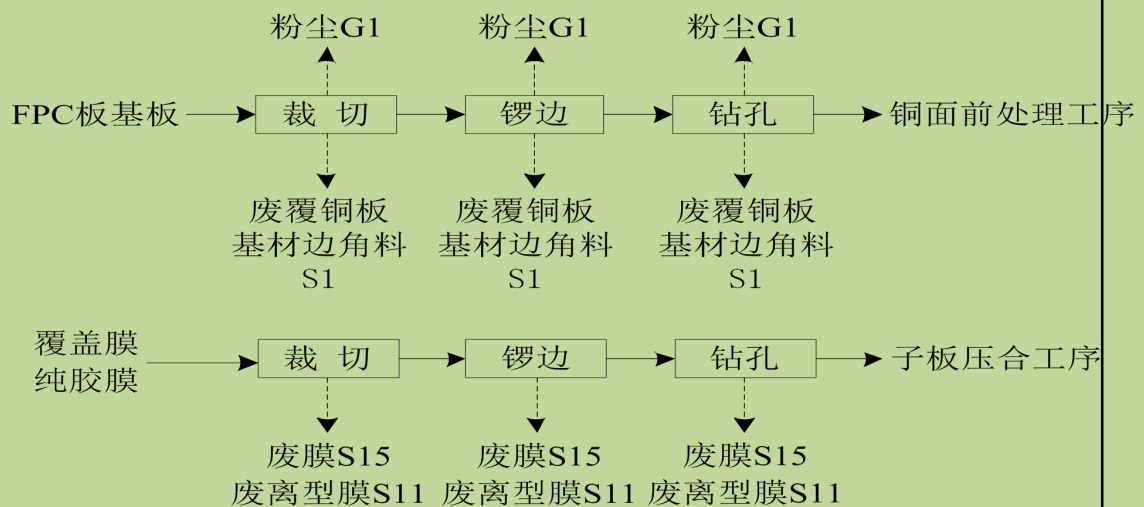 粉尘G1 粉尘G1 粉尘G1
FPC板基板 裁 切 锣边 钻孔 铜面前处理工序
废覆铜板 废覆铜板 废覆铜板
基材边角料 基材边角料 基材边角料
S1 S1 S1
覆盖膜
纯胶膜
裁 切 锣边 钻孔 子板压合工序
废膜S15 废膜S15 废膜S15
废离型膜S11 废离型膜S11 废离型膜S11